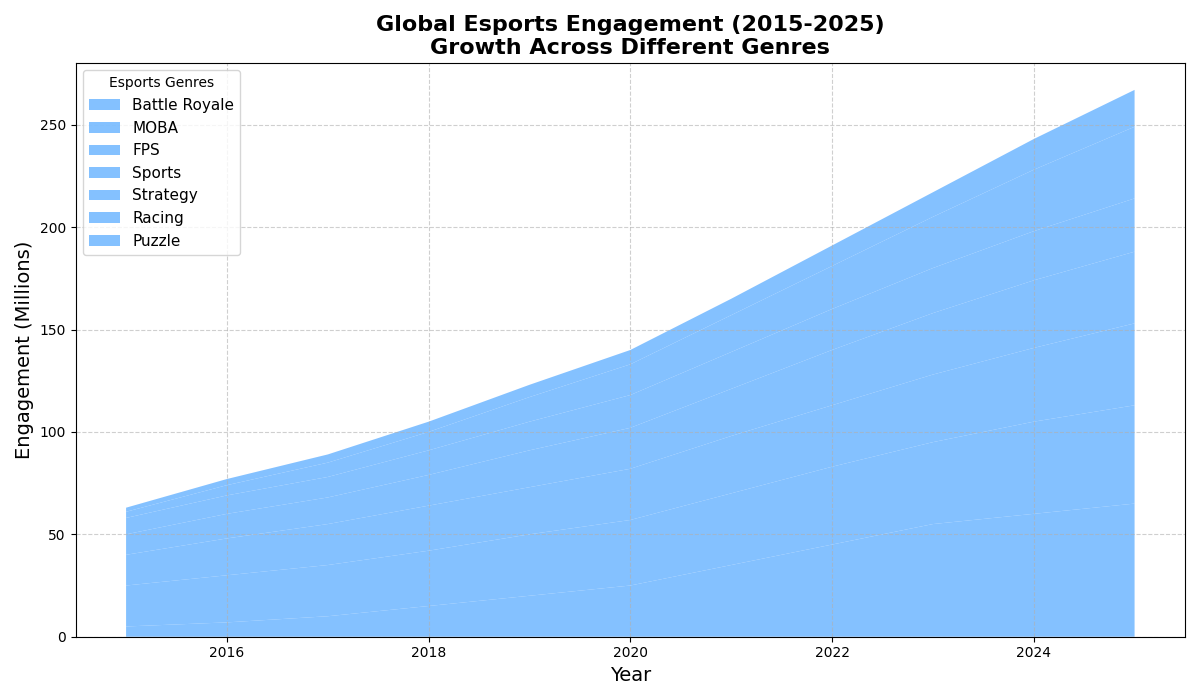 Global Esports Engagement (2015-2025)
Growth Across Different Genres
Esports Genres
Battle Royale
MOBA
FPS
Sports
Strategy
Racing
Puzzle
Engagement (Millions)
250
200
150
100
50
0
2016
2018
2020
2022
2024
Year